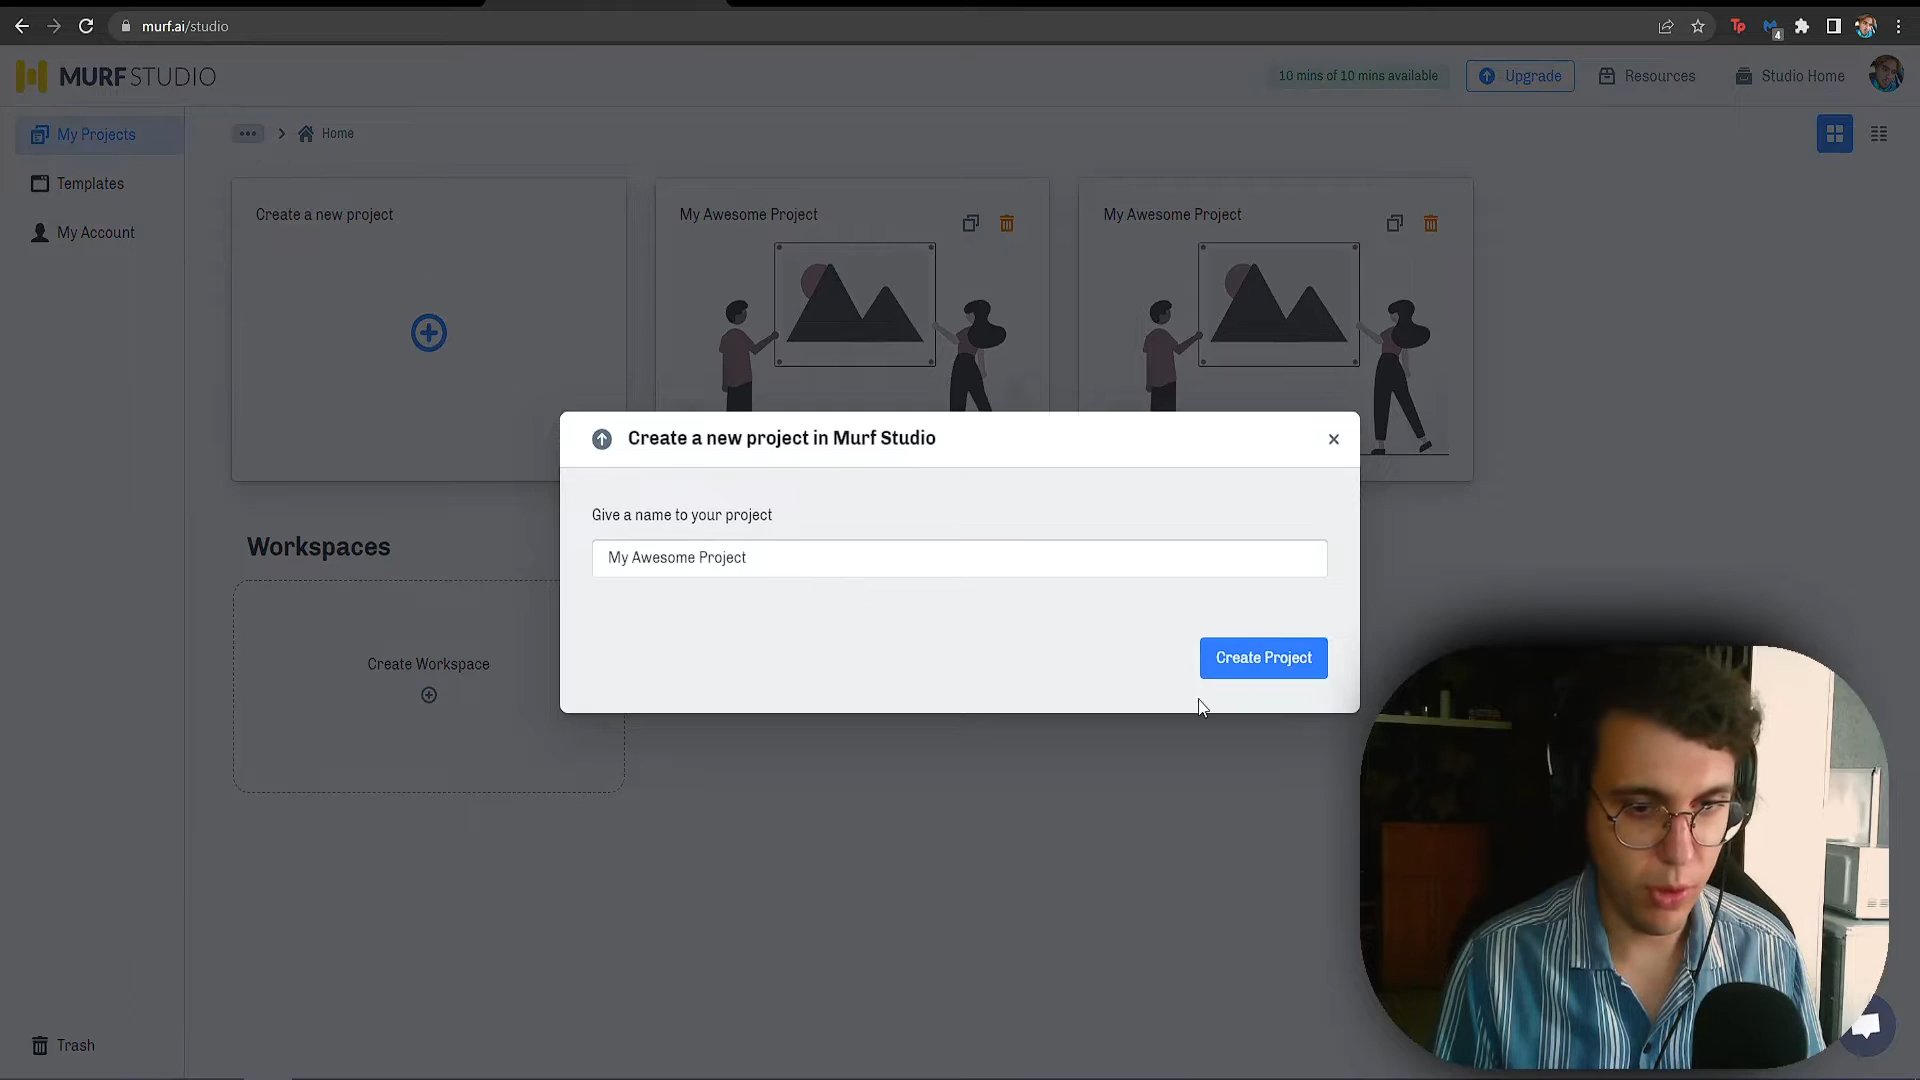 murf.ai/studio
Tp
4
MURF STUDIO
10 mins of 10 mins available
Upgrade
Resources
Studio Home
My Projects
Home
Templates
My Account
Create a new project
My Awesome Project
My Awesome Project
Create a new project in Murf Studio
Give a name to your project
My Awesome Project
Create Project
Workspaces
Create Workspace
Trash